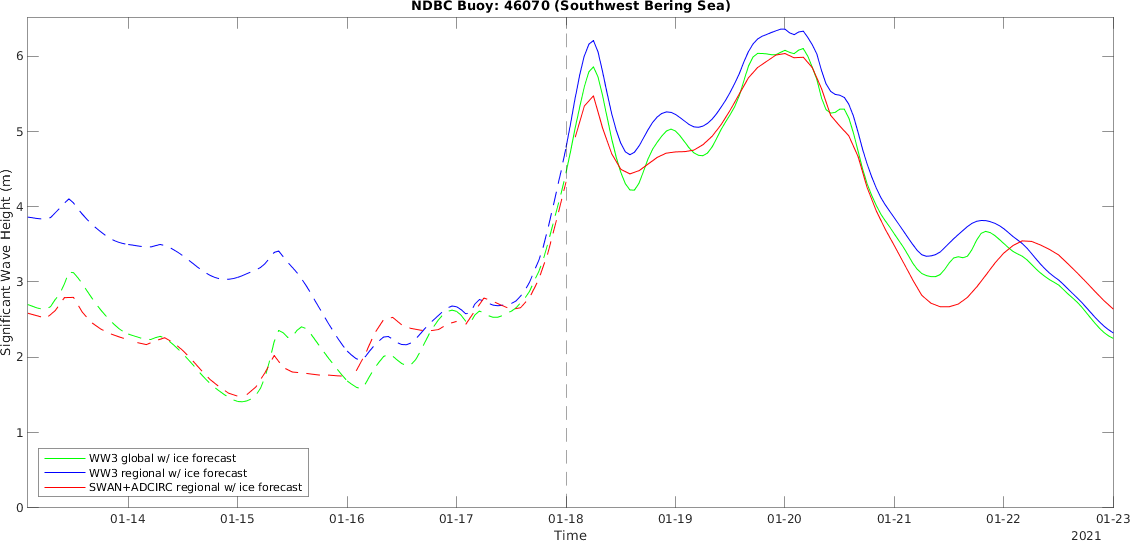 NDBC Buoy: 46070 (Southwest Bering Sea)
Significant Wave Height (m)
6
5
4
3
2
1
0
WW3 global w/ ice forecast
WW3 regional w/ ice forecast
SWAN+ADCIRC regional w/ ice forecast
01-14 01-15 01-16 01-17 01-18 01-19 01-20 01-21 01-22 01-23
Time
2021